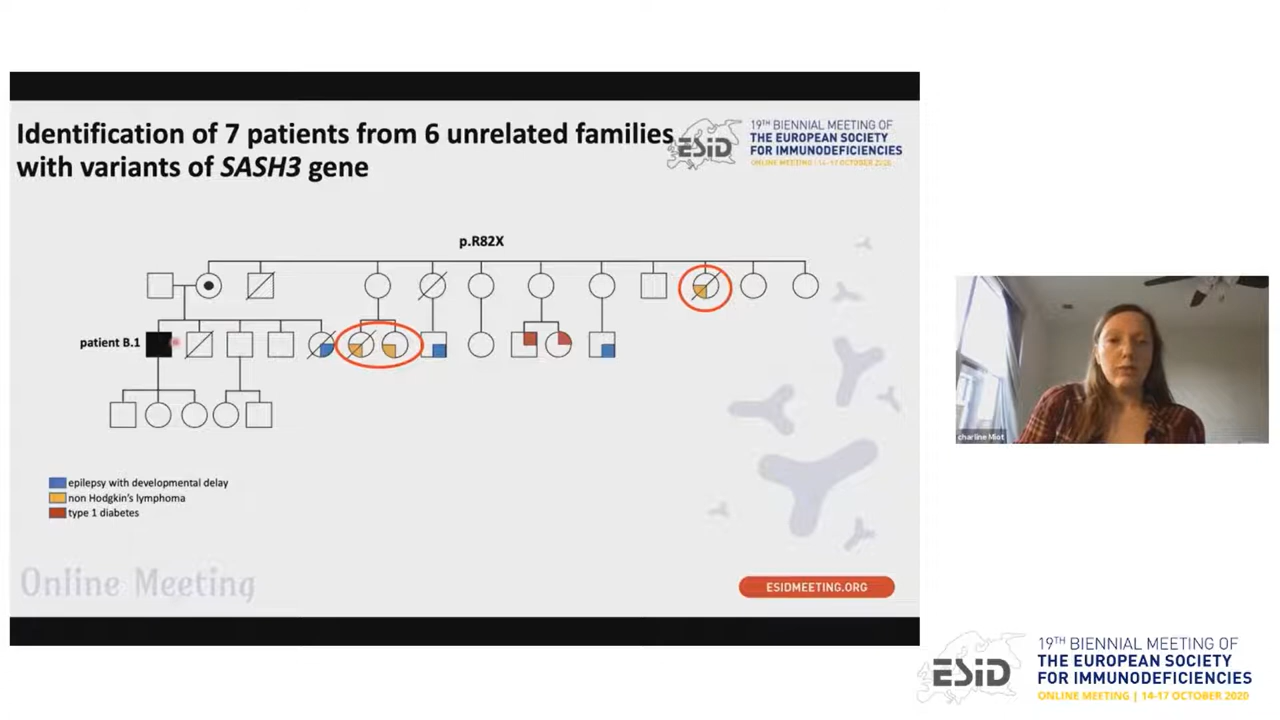 Identification of 7 patients from 6 unrelated families
with variants of SASH3 gene
ESiD
19TH BIENNIAL MEETING OF
THE EUROPEAN SOCIETY
FOR IMMUNODEFICIENCIES
ONLINE MEETING | 14-17 OCTOBER 2020
p.R82X
patient B.1
epilepsy with developmental delay
non Hodgkin's lymphoma
type 1 diabetes
Online Meeting
ESIDMEETING.ORG
charline Miot
ESiD
19TH BIENNIAL MEETING OF
THE EUROPEAN SOCIETY
FOR IMMUNODEFICIENCIES
ONLINE MEETING | 14-17 OCTOBER 2020